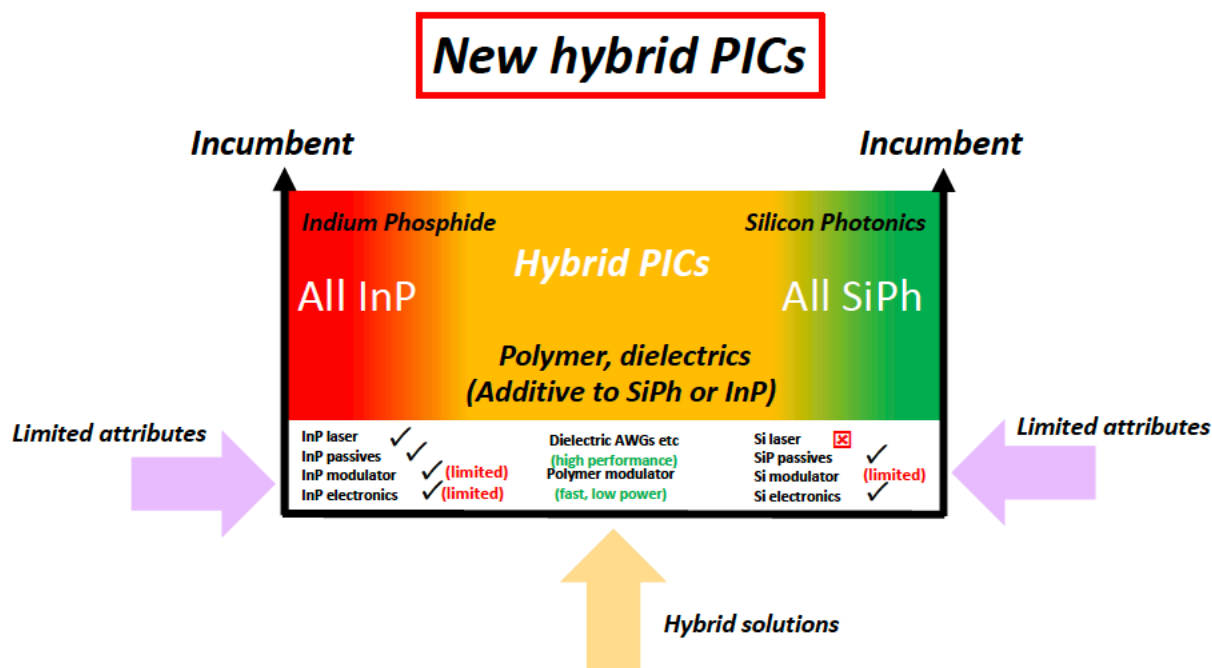 New hybrid PICs
Incumbent
Incumbent
Indium Phosphide
Silicon Photonics
Hybrid PICs
All InP
All SiPh
Polymer, dielectrics
(Additive to SiPh or InP)
Limited attributes
Limited attributes
InP laser ✓
InP passives ✓
InP modulator ✓ (limited)
InP electronics ✓ (limited)
Dielectric AWGs etc
(high performance)
Polymer modulator
(fast, low power)
Si laser ☒
SiP passives ✓
Si modulator (limited)
Si electronics ✓
Hybrid solutions